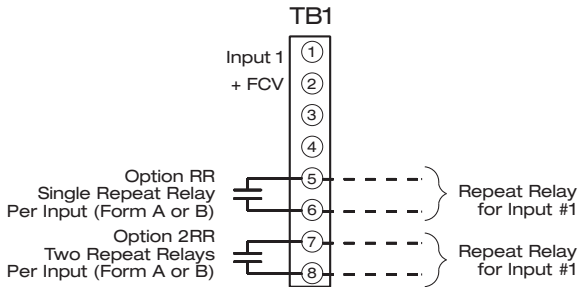 TB1
Input 1
①
+ FCV
②
③
④
Option RR
Single Repeat Relay
Per Input (Form A or B)
⑤
⑥
Repeat Relay
for Input #1
Option 2RR
Two Repeat Relays
Per Input (Form A or B)
⑦
⑧
Repeat Relay
for Input #1